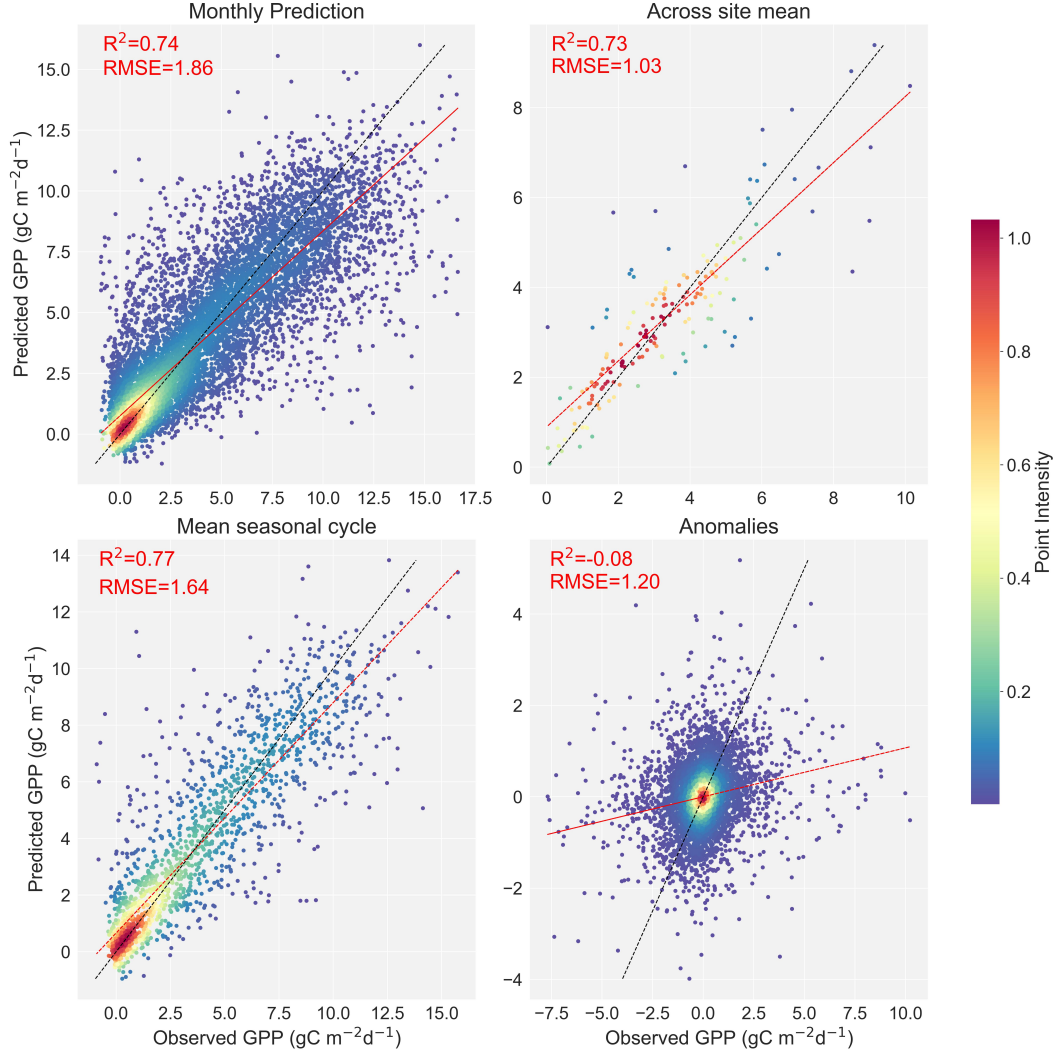 Monthly Prediction
R²=0.74
RMSE=1.86
15.0
12.5
10.0
7.5
5.0
2.5
0.0
Predicted GPP (gC m⁻²d⁻¹)
0.0 2.5 5.0 7.5 10.0 12.5 15.0 17.5
Across site mean
R²=0.73
RMSE=1.03
8
6
4
2
0
0 2 4 6 8 10
Mean seasonal cycle
R²=0.77
RMSE=1.64
14
12
10
8
6
4
2
0
Predicted GPP (gC m⁻²d⁻¹)
0.0 2.5 5.0 7.5 10.0 12.5 15.0
Observed GPP (gC m⁻²d⁻¹)
Anomalies
R²=-0.08
RMSE=1.20
4
2
0
−2
−4
−7.5 −5.0 −2.5 0.0 2.5 5.0 7.5 10.0
Observed GPP (gC m⁻²d⁻¹)
1.0
0.8
0.6
0.4
0.2
Point Intensity